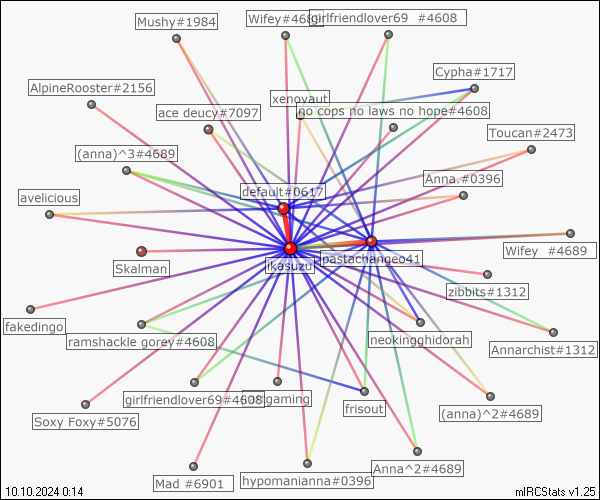 Mushy#1984
Wifey#4689
girlfriendlover69 #4608
Cypha#1717
AlpineRooster#2156
xenovaut
ace deucy#7097
no cops no laws no hope#4608
Toucan#2473
(anna)^3#4689
Anna.#0396
default#0617
avelicious
Wifey #4689
pastachangeo41
ikasuzu
Skalman
zibbits#1312
fakedingo
ramshackle gorey#4608
neokingghidorah
Annarchist#1312
girlfriendlover69#4608
frisout
(anna)^2#4689
Soxy Foxy#5076
Anna^2#4689
Mad #6901
hypomanianna#0396
10.10.2024 0:14
mIRCStats v1.25